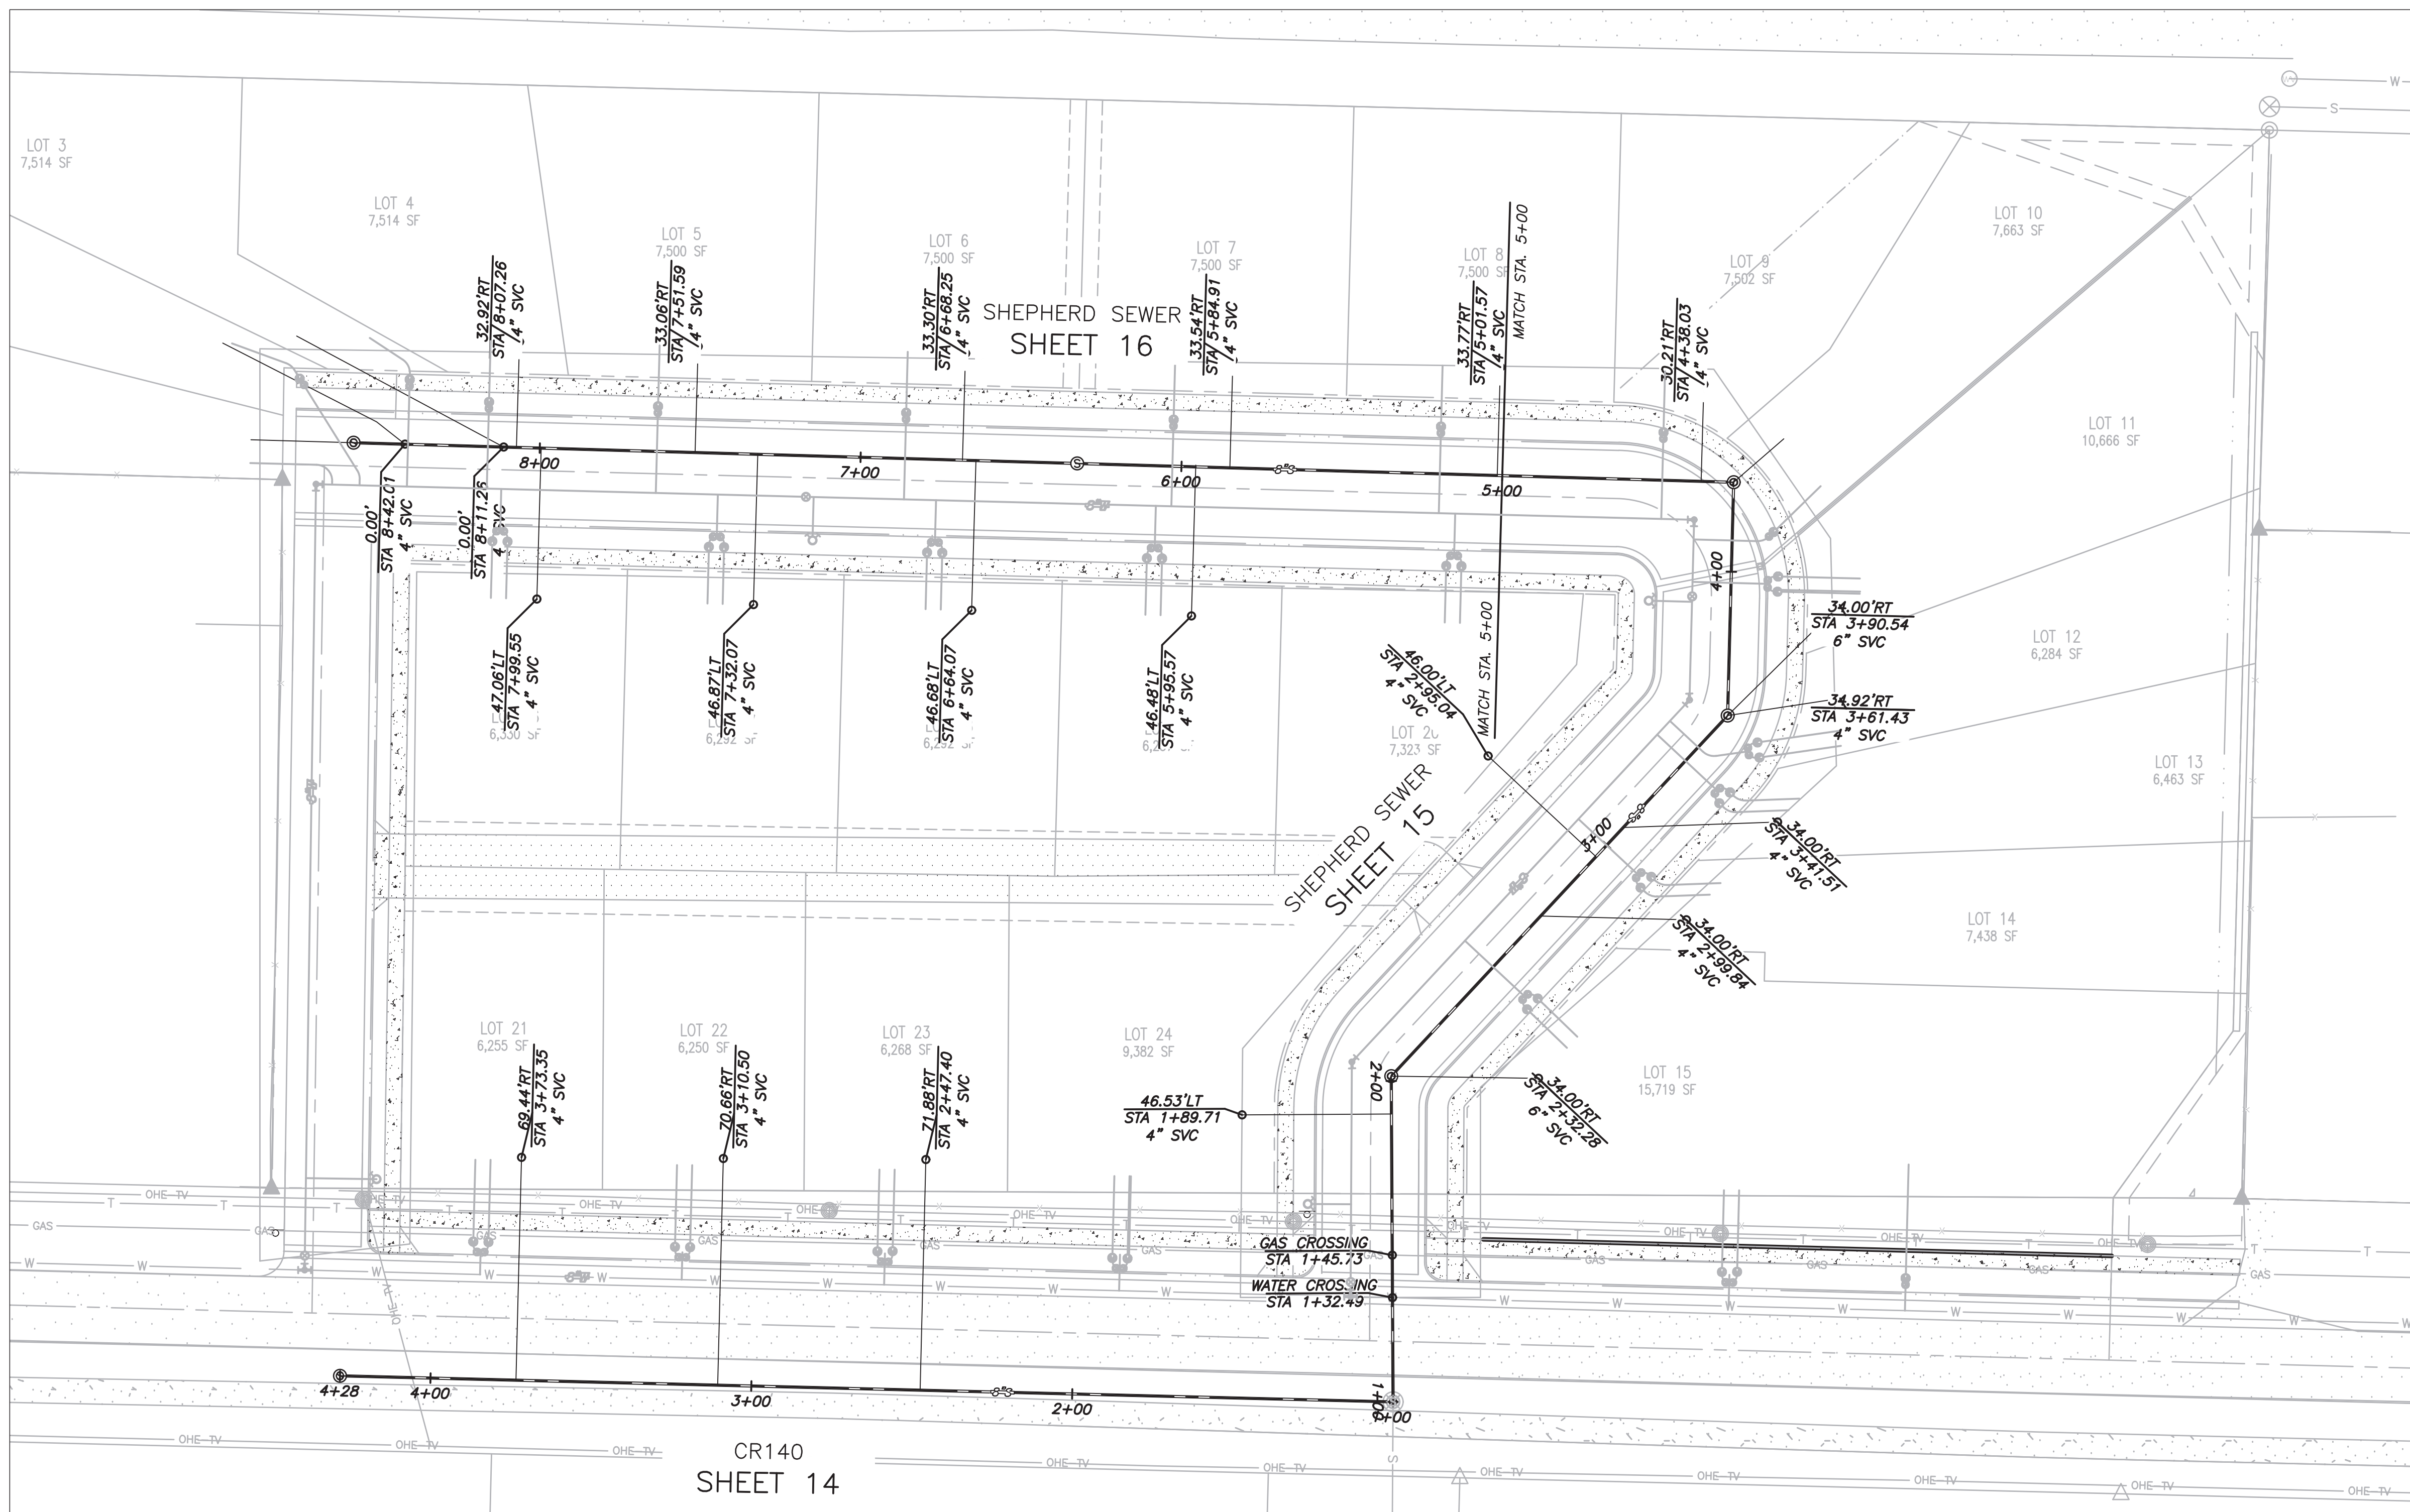 LOT 3
7,514 SF
LOT 4
7,514 SF
LOT 5
7,500 SF
LOT 6
7,500 SF
LOT 7
7,500 SF
LOT 8
7,500 SF
LOT 9
7,502 SF
LOT 10
7,663 SF
LOT 11
10,666 SF
LOT 12
6,284 SF
LOT 13
6,463 SF
LOT 14
7,438 SF
LOT 15
15,719 SF
SHEPHERD SEWER
SHEET 16
MATCH STA. 5+00
MATCH STA. 5+00
32.92'RT
STA 8+07.26
4" SVC
33.06'RT
STA 7+51.59
4" SVC
33.30'RT
STA 6+68.25
4" SVC
33.54'RT
STA 5+84.91
4" SVC
33.77'RT
STA 5+01.57
4" SVC
30.21'RT
STA 4+38.03
4" SVC
8+00
7+00
6+00
5+00
4+00
3+00
2+00
1+00
0.00'
STA 8+42.01
4" SVC
0.00'
STA 8+11.26
4" SVC
47.06'LT
STA 7+99.55
4" SVC
6,330 SF
46.87'LT
STA 7+32.07
4" SVC
6,292 SF
46.68'LT
STA 6+64.07
4" SVC
6,292 SF
46.48'LT
STA 5+95.57
4" SVC
46.00'LT
STA 2+95.04
4" SVC
LOT 20
7,323 SF
34.00'RT
STA 3+90.54
6" SVC
34.92'RT
STA 3+61.43
4" SVC
34.00'RT
STA 3+41.51
4" SVC
34.00'RT
STA 2+99.84
4" SVC
34.00'RT
STA 2+32.28
6" SVC
SHEPHERD SEWER
SHEET 15
LOT 21
6,255 SF
LOT 22
6,250 SF
LOT 23
6,268 SF
LOT 24
9,382 SF
69.44'RT
STA 3+73.35
4" SVC
70.66'RT
STA 3+10.50
4" SVC
71.88'RT
STA 2+47.40
4" SVC
46.53'LT
STA 1+89.71
4" SVC
GAS CROSSING
STA 1+45.73
WATER CROSSING
STA 1+32.49
OHE-TV
GAS
W
T
S
4+28
4+00
3+00
2+00
1+00
CR140
SHEET 14